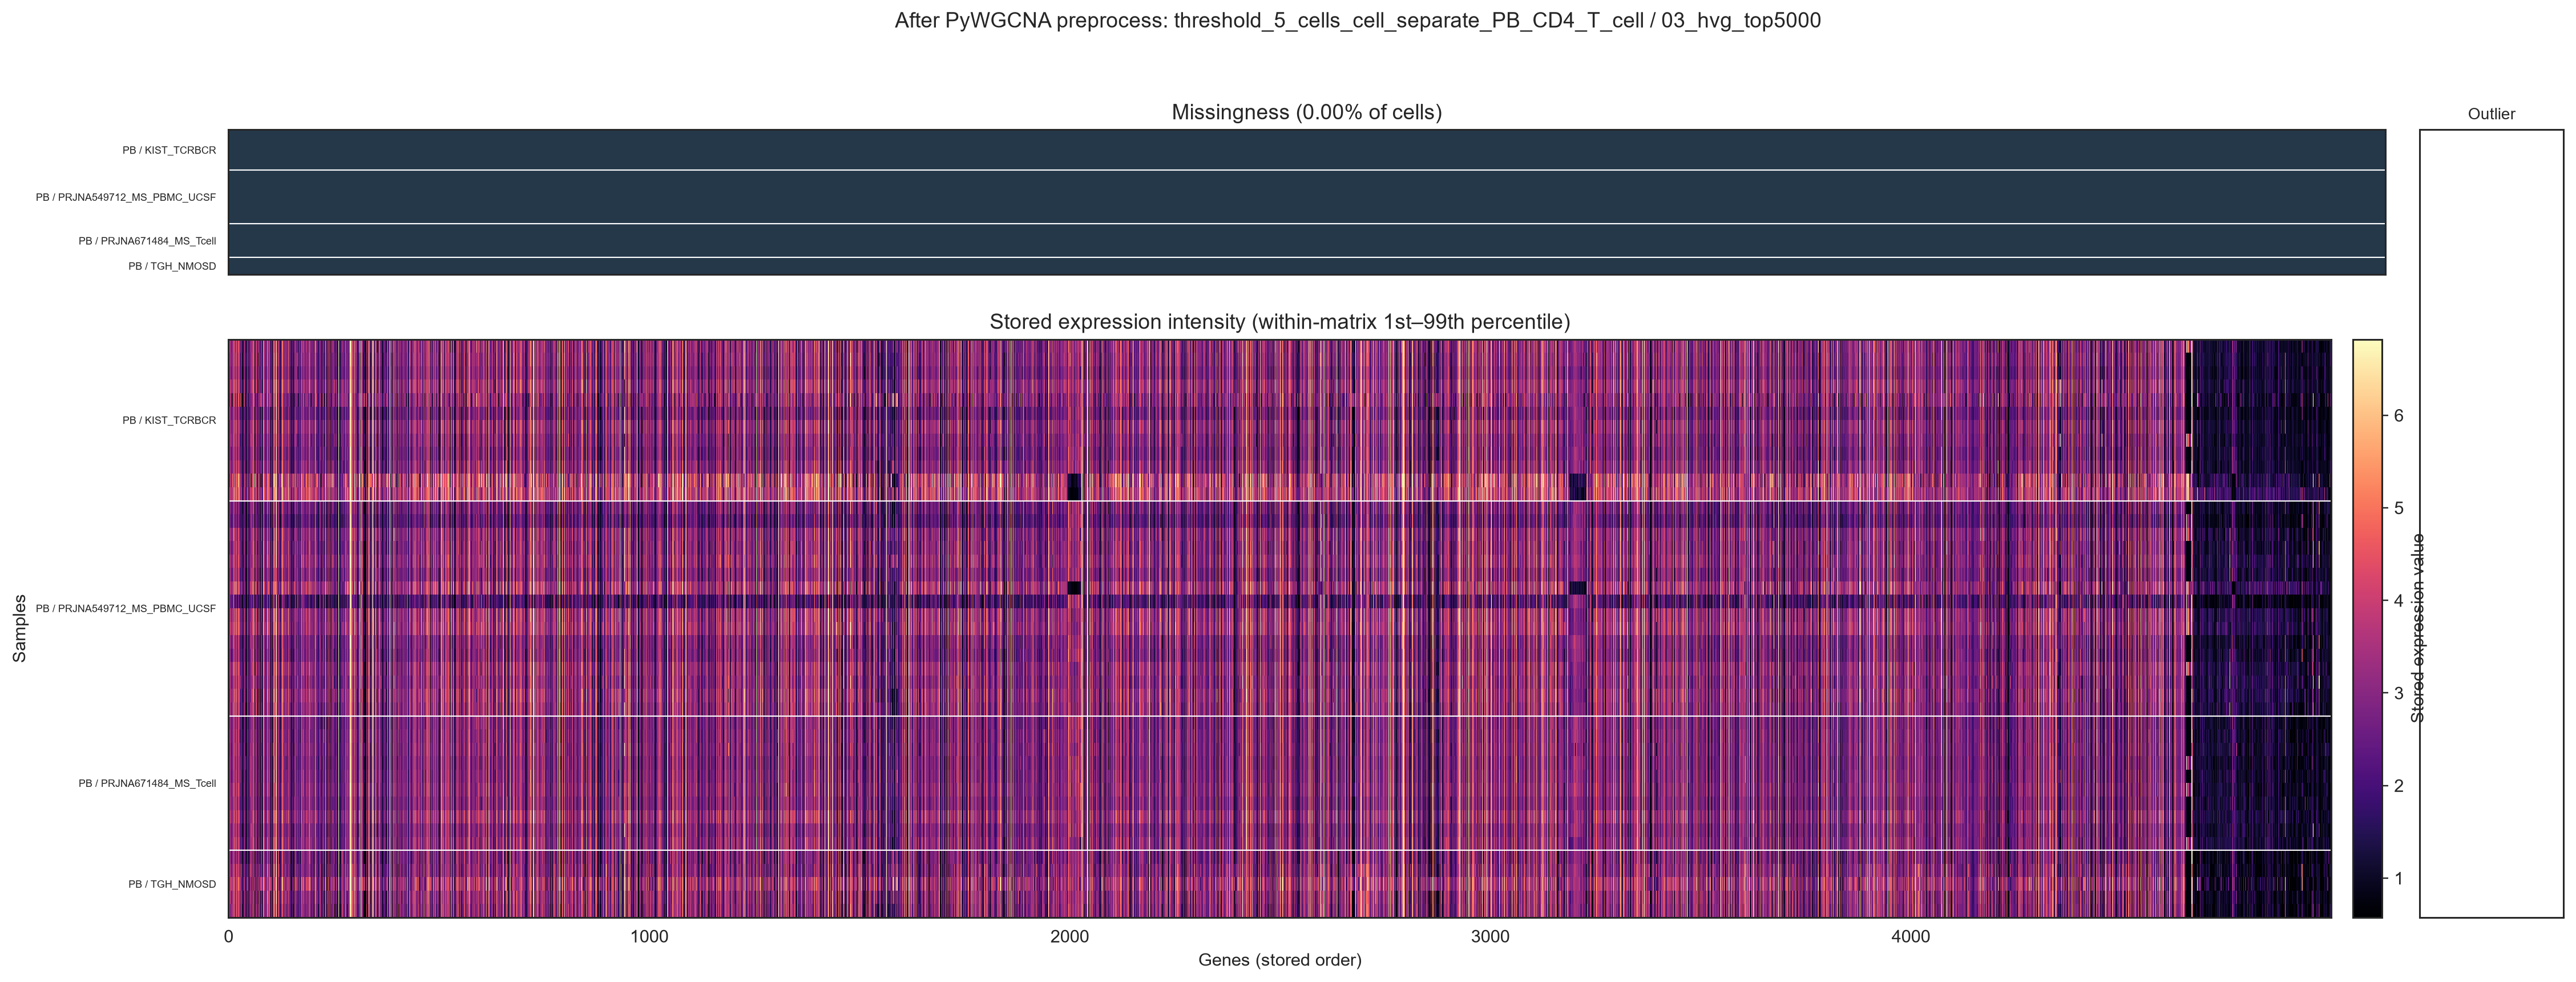 After PyWGCNA preprocess: threshold_5_cells_cell_separate_PB_CD4_T_cell / 03_hvg_top5000
Missingness (0.00% of cells)
Outlier
PB / KIST_TCRBCR
PB / PRJNA549712_MS_PBMC_UCSF
PB / PRJNA671484_MS_Tcell
PB / TGH_NMOSD
Stored expression intensity (within-matrix 1st–99th percentile)
Samples
PB / KIST_TCRBCR
PB / PRJNA549712_MS_PBMC_UCSF
PB / PRJNA671484_MS_Tcell
PB / TGH_NMOSD
0 1000 2000 3000 4000
Genes (stored order)
6
5
4
3
2
1
Stored expression value